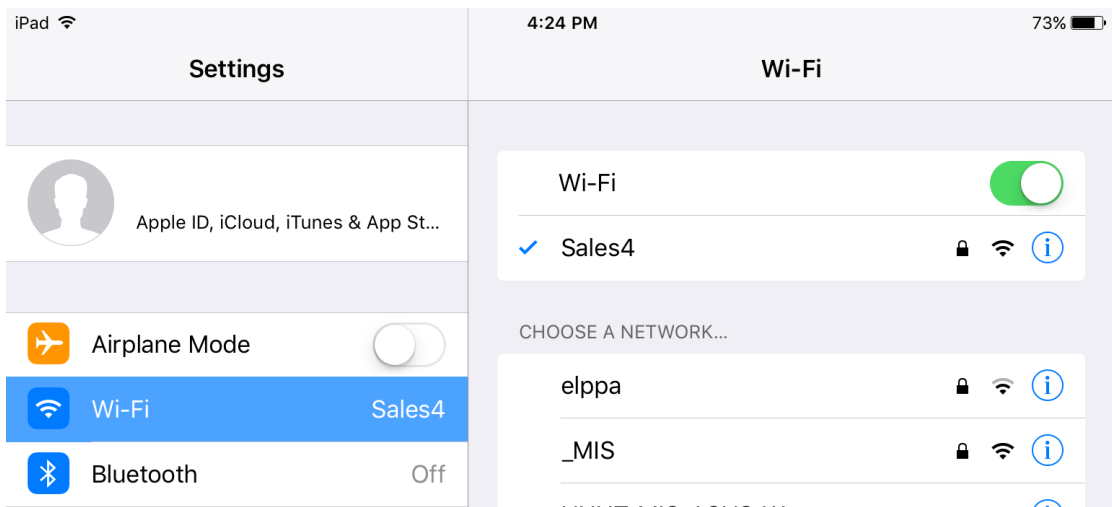 iPad 4:24 PM 73%
Settings
Wi-Fi
Apple ID, iCloud, iTunes & App St...
Airplane Mode
Wi-Fi Sales4
Bluetooth Off
Wi-Fi
Sales4
CHOOSE A NETWORK...
elppa
_MIS